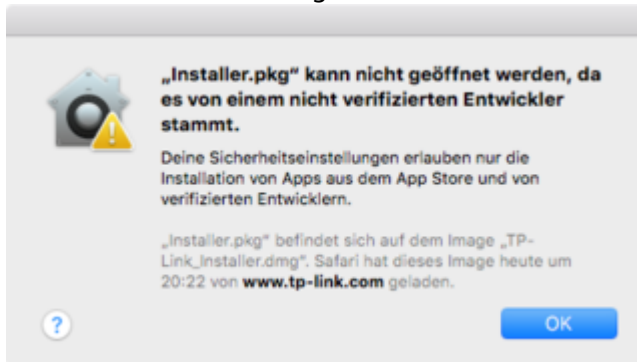 „Installer.pkg“ kann nicht geöffnet werden, da
es von einem nicht verifizierten Entwickler
stammt.
Deine Sicherheitseinstellungen erlauben nur die
Installation von Apps aus dem App Store und von
verifizierten Entwicklern.
„Installer.pkg“ befindet sich auf dem Image „TP-
Link_Installer.dmg“. Safari hat dieses Image heute um
20:22 von www.tp-link.com geladen.
?
OK